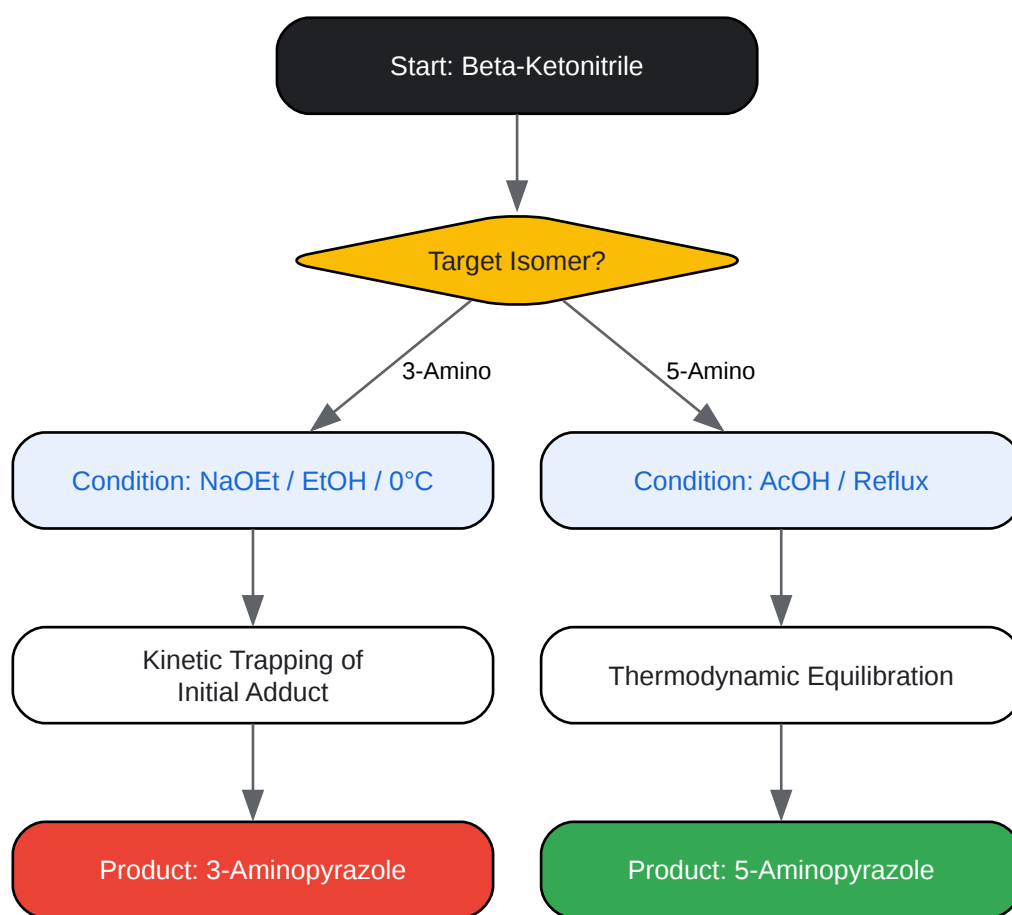 Start: Beta-Ketonitrile
Target Isomer?
3-Amino
5-Amino
Condition: NaOEt / EtOH / 0°C
Condition: AcOH / Reflux
Kinetic Trapping of
Initial Adduct
Thermodynamic Equilibration
Product: 3-Aminopyrazole
Product: 5-Aminopyrazole